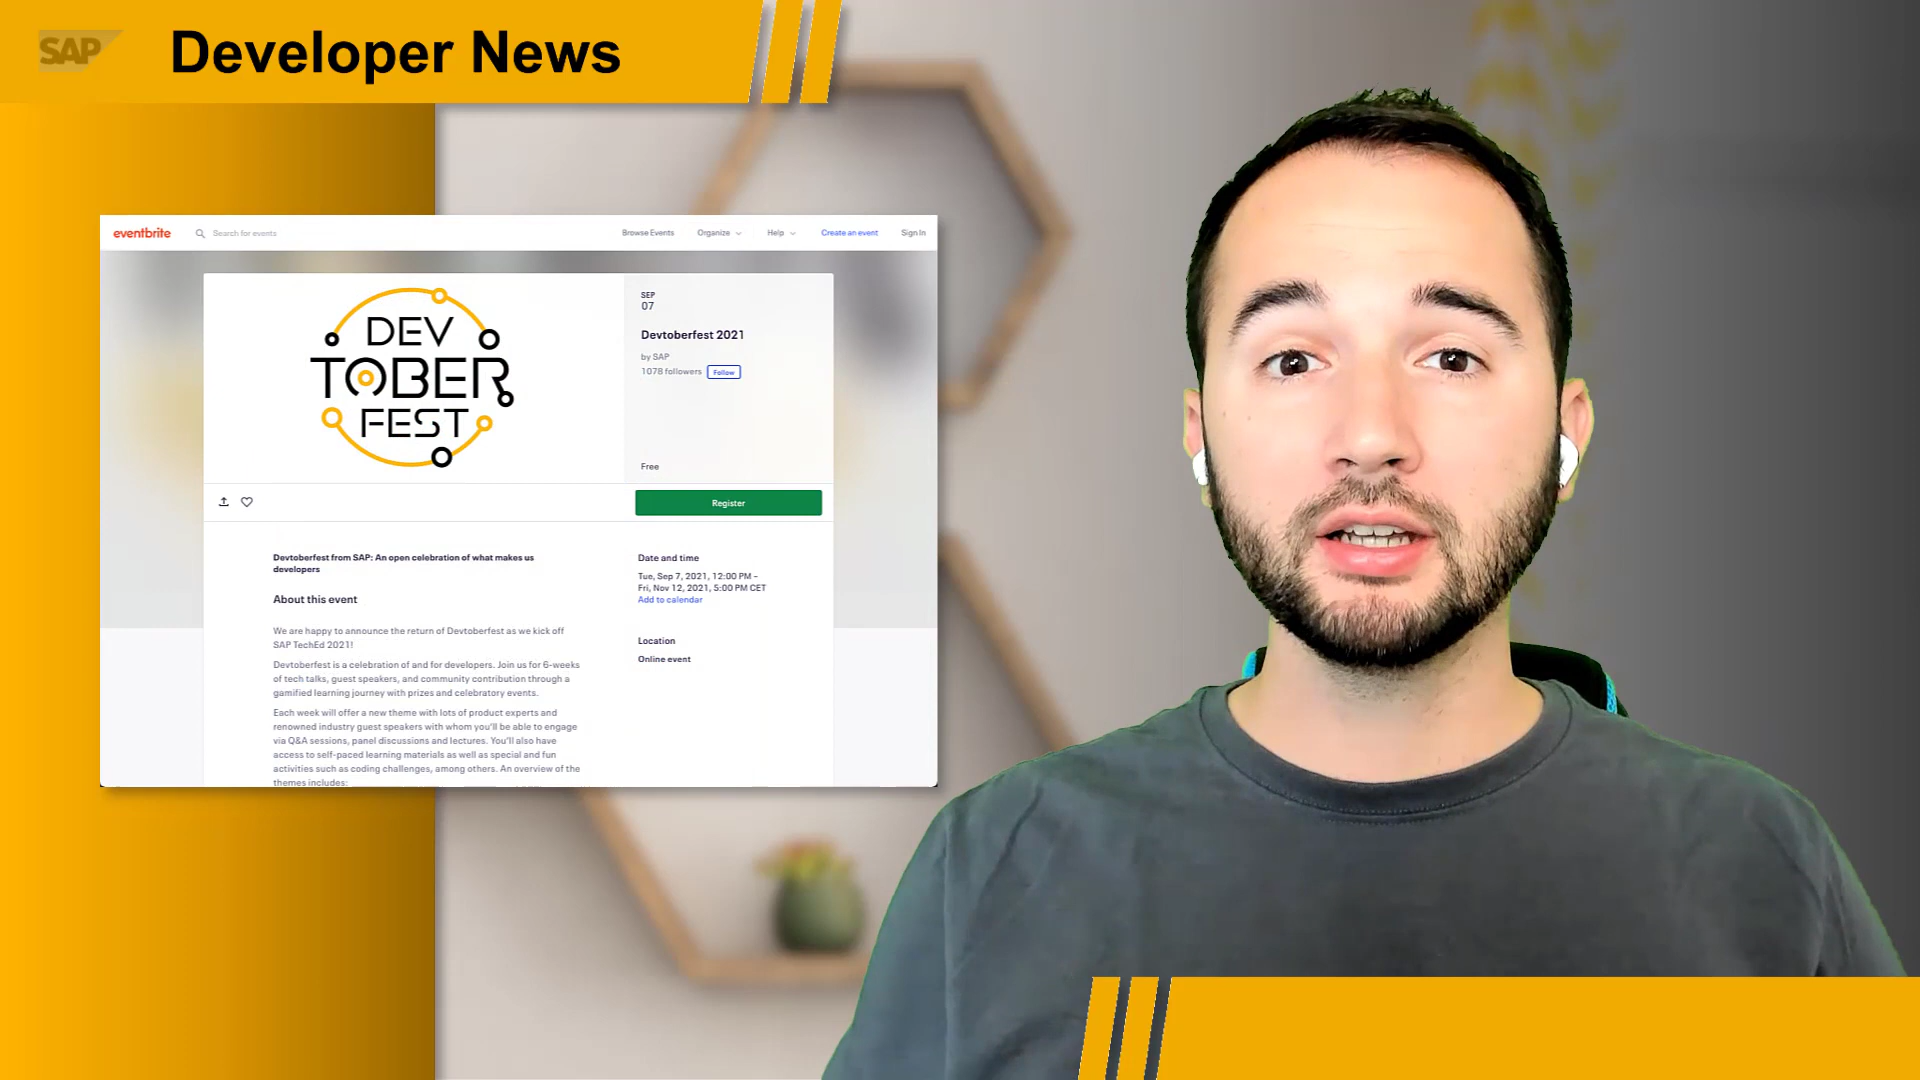 SAP
Developer News
eventbrite
Search for events
Browse Events
Organize
Help
Create an event
Sign In
DEV
TOBER
FEST
SEP
07
Devtoberfest 2021
by SAP
1078 followers
Follow
Free
Register
Devtoberfest from SAP: An open celebration of what makes us
developers
About this event
We are happy to announce the return of Devtoberfest as we kick off
SAP TechEd 2021!
Devtoberfest is a celebration of and for developers. Join us for 6-weeks
of tech talks, guest speakers, and community contribution through a
gamified learning journey with prizes and celebratory events.
Each week will offer a new theme with lots of product experts and
renowned industry guest speakers with whom you'll be able to engage
via Q&A sessions, panel discussions and lectures. You'll also have
access to self-paced learning materials as well as special and fun
activities such as coding challenges, among others. An overview of the
themes includes:
Date and time
Tue, Sep 7, 2021, 12:00 PM –
Fri, Nov 12, 2021, 5:00 PM CET
Add to calendar
Location
Online event